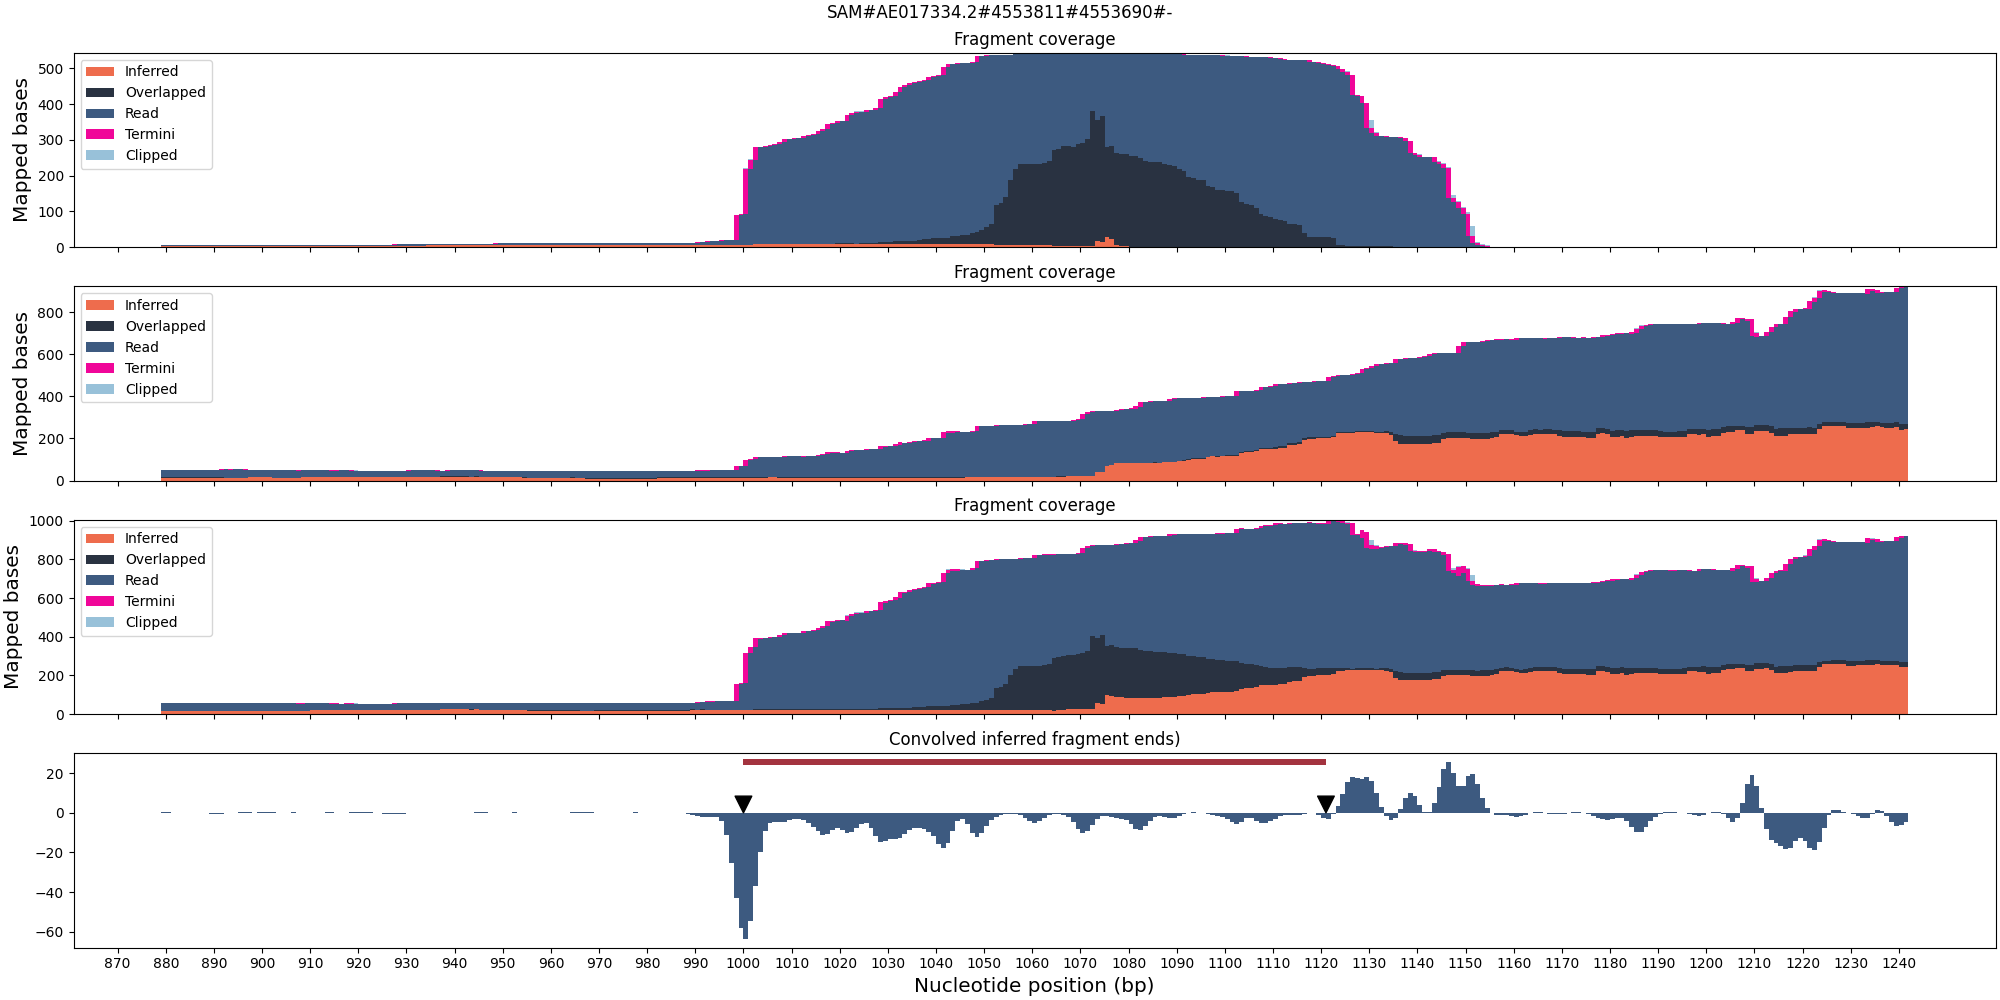 SAM#AE017334.2#4553811#4553690#-
Fragment coverage
Mapped bases
500
400
300
200
100
0
Inferred
Overlapped
Read
Termini
Clipped
Fragment coverage
Mapped bases
800
600
400
200
0
Inferred
Overlapped
Read
Termini
Clipped
Fragment coverage
Mapped bases
1000
800
600
400
200
0
Inferred
Overlapped
Read
Termini
Clipped
Convolved inferred fragment ends)
20
0
−20
−40
−60
870 880 890 900 910 920 930 940 950 960 970 980 990 1000 1010 1020 1030 1040 1050 1060 1070 1080 1090 1100 1110 1120 1130 1140 1150 1160 1170 1180 1190 1200 1210 1220 1230 1240
Nucleotide position (bp)